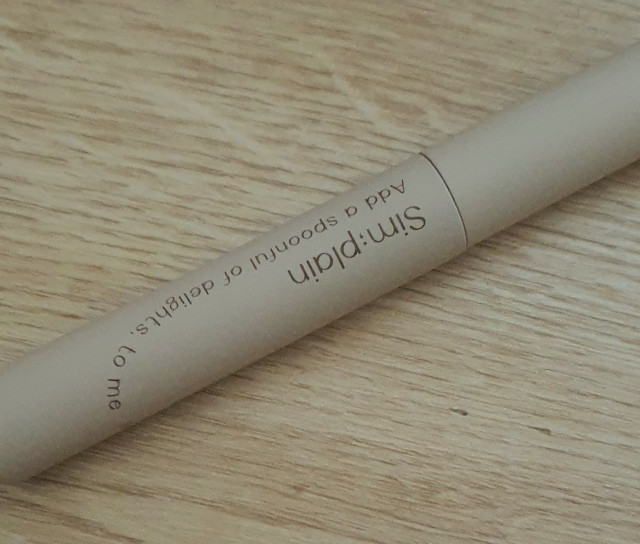 Sim:plain
Add a spoonful of delights, to me